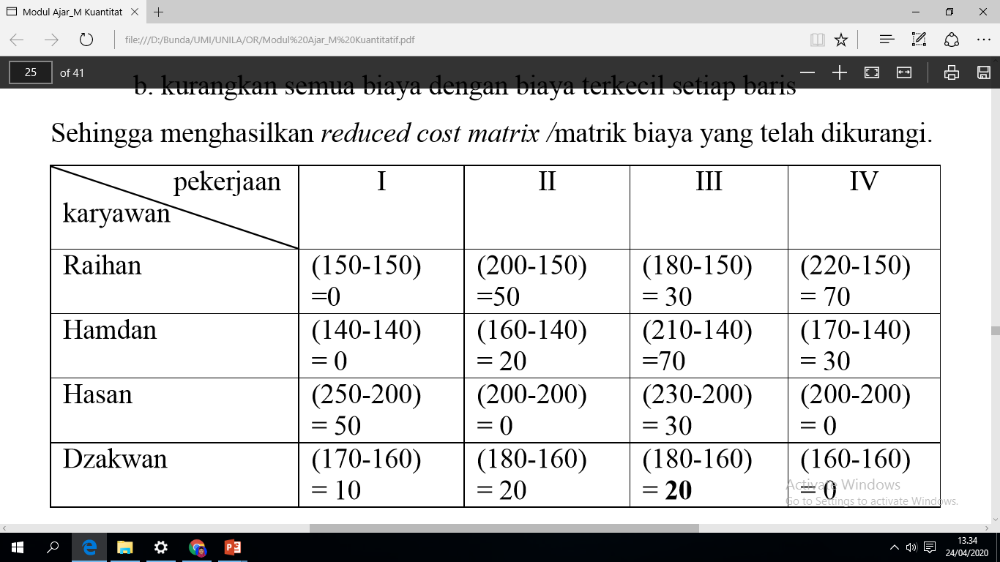 Modul Ajar_M Kuantitat
file:///D:/Bunda/UMI/UNILA/OR/Modul%20Ajar_M%20Kuantitatif.pdf
25 of 41
b. kurangkan semua biaya dengan biaya terkecil setiap baris
Sehingga menghasilkan reduced cost matrix /matrik biaya yang telah dikurangi.
pekerjaan I II III IV
karyawan
Raihan (150-150) (200-150) (180-150) (220-150)
=0 =50 = 30 = 70
Hamdan (140-140) (160-140) (210-140) (170-140)
= 0 = 20 =70 = 30
Hasan (250-200) (200-200) (230-200) (200-200)
= 50 = 0 = 30 = 0
Dzakwan (170-160) (180-160) (180-160) (160-160)
= 10 = 20 = 20 = 0
Activate Windows
Go to Settings to activate Windows.
13.34
24/04/2020